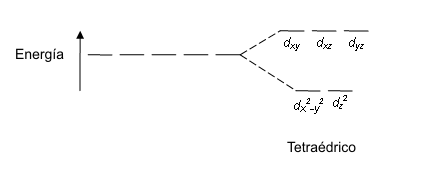 Energía
dxy dxz dyz
dx²-y² dz²
Tetraédrico